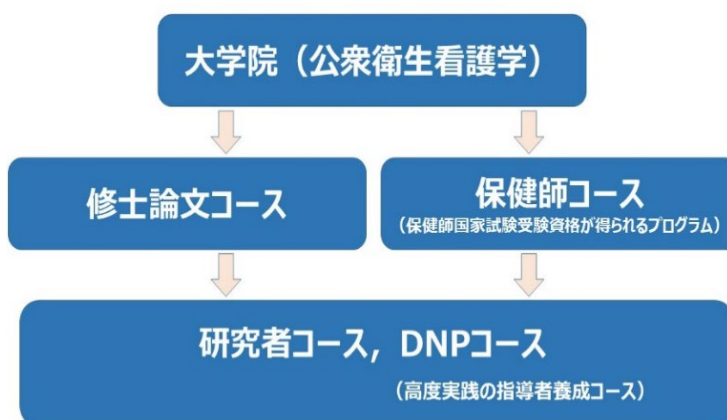 大学院（公衆衛生看護学）
修士論文コース
保健師コース
（保健師国家試験受験資格が得られるプログラム）
研究者コース，DNPコース
（高度実践の指導者養成コース）